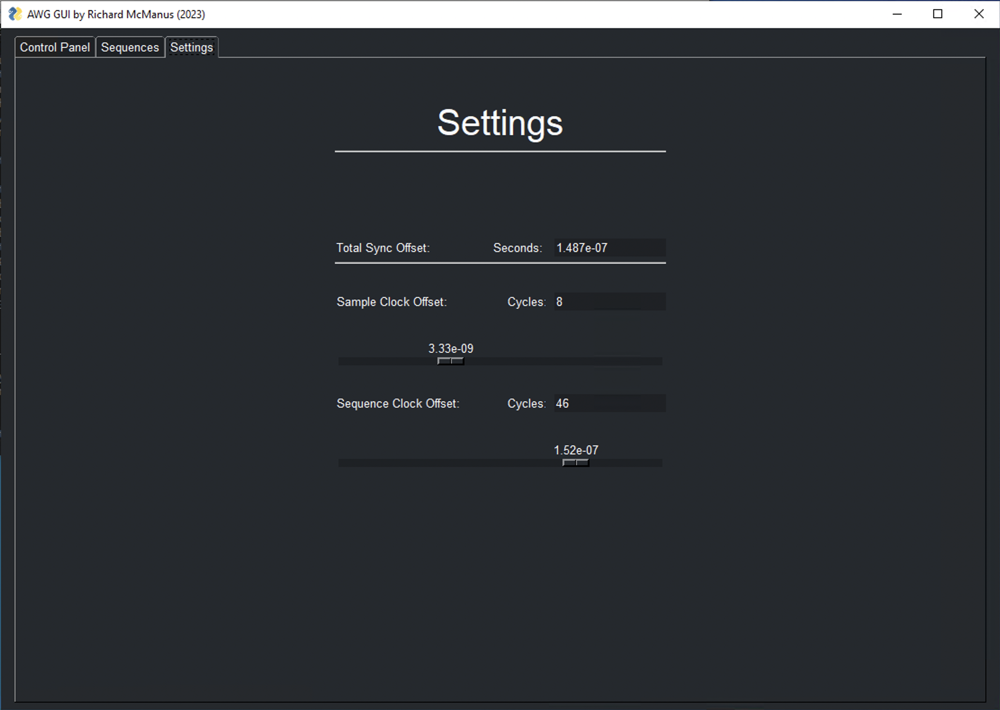 AWG GUI by Richard McManus (2023)
Control Panel Sequences Settings
Settings
Total Sync Offset: Seconds: 1.487e-07
Sample Clock Offset: Cycles: 8
3.33e-09
Sequence Clock Offset: Cycles: 46
1.52e-07